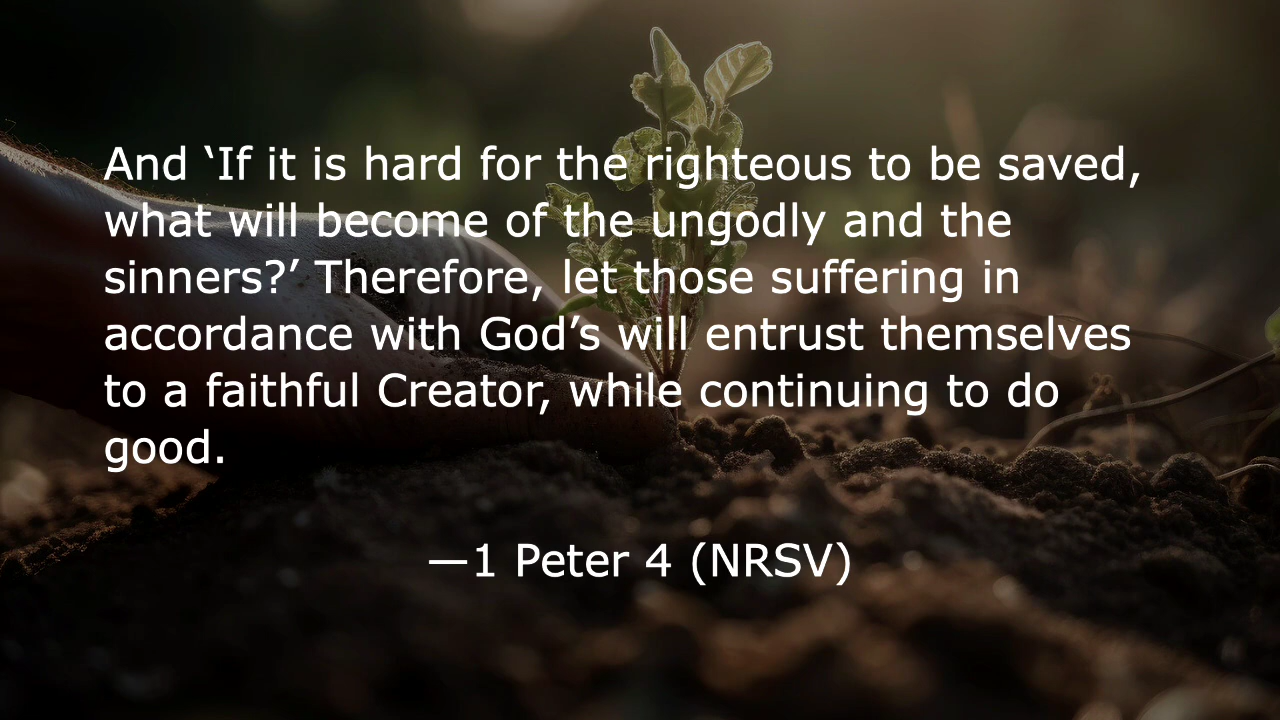 And ‘If it is hard for the righteous to be saved,
what will become of the ungodly and the
sinners?’ Therefore, let those suffering in
accordance with God’s will entrust themselves
to a faithful Creator, while continuing to do
good.
—1 Peter 4 (NRSV)